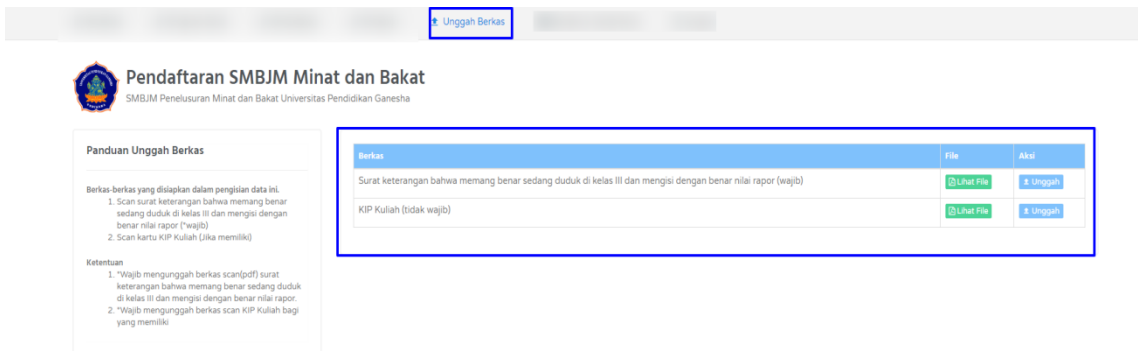 Unggah Berkas
Pendaftaran SMBJM Minat dan Bakat
SMBJM Penelusuran Minat dan Bakat Universitas Pendidikan Ganesha
Panduan Unggah Berkas
Berkas-berkas yang disiapkan dalam pengisian data ini.
1. Scan surat keterangan bahwa memang benar
sedang duduk di kelas III dan mengisi dengan
benar nilai rapor (*wajib)
2. Scan kartu KIP Kuliah (Jika memiliki)
Ketentuan
1. *Wajib mengunggah berkas scan(pdf) surat
keterangan bahwa memang benar sedang duduk
di kelas III dan mengisi dengan benar nilai rapor.
2. *Wajib mengunggah berkas scan KIP Kuliah bagi
yang memiliki
Berkas File Aksi
Surat keterangan bahwa memang benar sedang duduk di kelas III dan mengisi dengan benar nilai rapor (wajib) Lihat File Unggah
KIP Kuliah (tidak wajib) Lihat File Unggah